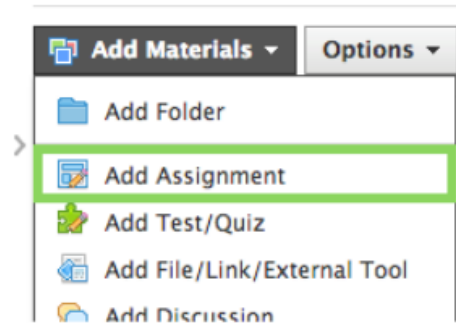 Add Materials Options
Add Folder
Add Assignment
Add Test/Quiz
Add File/Link/External Tool
Add Discussion